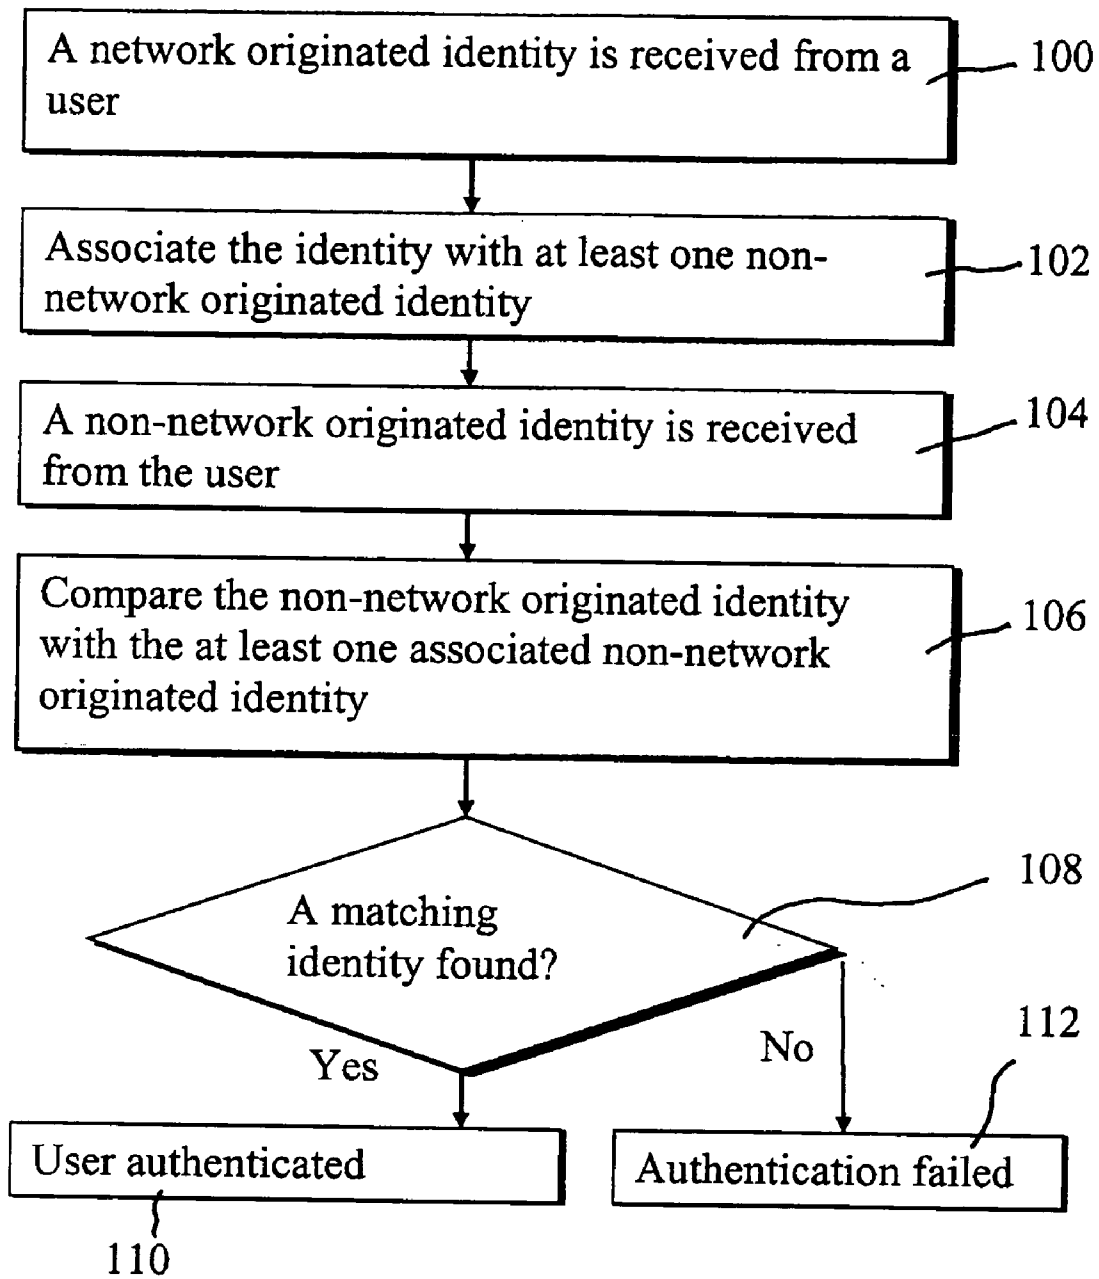 A network originated identity is received from a
user
100
Associate the identity with at least one non-
network originated identity
102
A non-network originated identity is received
from the user
104
Compare the non-network originated identity
with the at least one associated non-network
originated identity
106
A matching
identity found?
108
Yes
No
112
User authenticated
Authentication failed
110